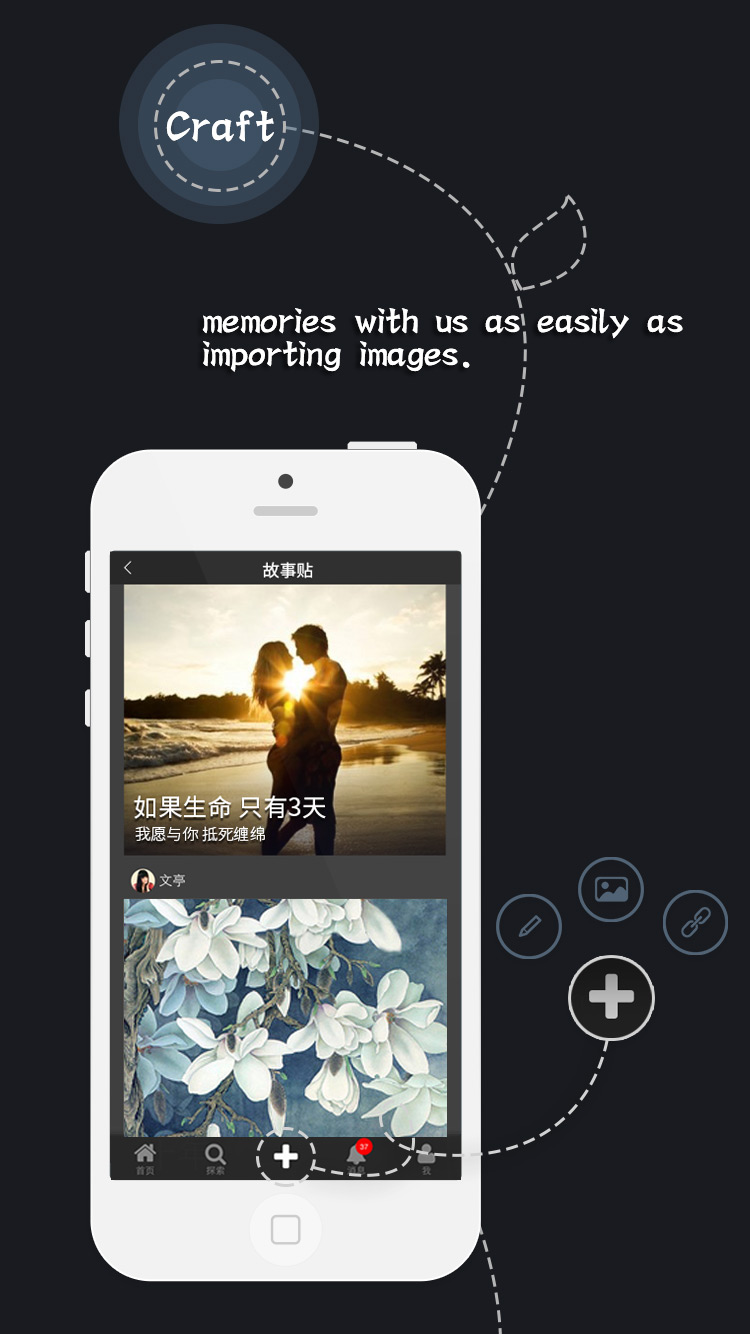 Craft
memories with us as easily as
importing images.
故事贴
如果生命 只有3天
我愿与你 抵死缠绵
文亭
37
首页
探索
消息
我